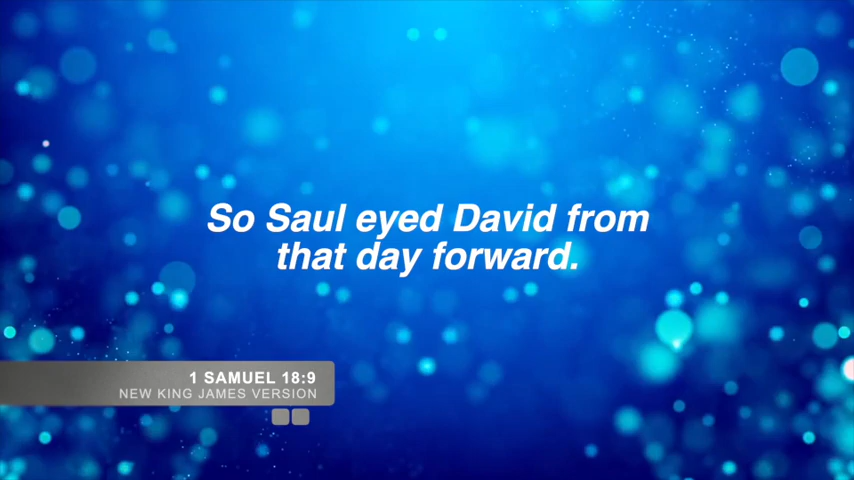 So Saul eyed David from
that day forward.
1 SAMUEL 18:9
NEW KING JAMES VERSION